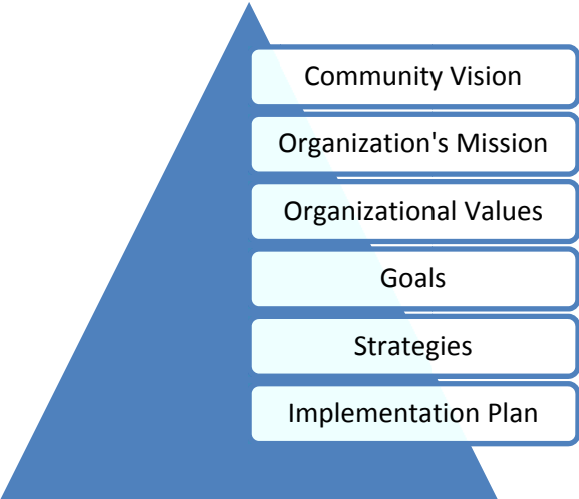 Community Vision
Organization's Mission
Organizational Values
Goals
Strategies
Implementation Plan